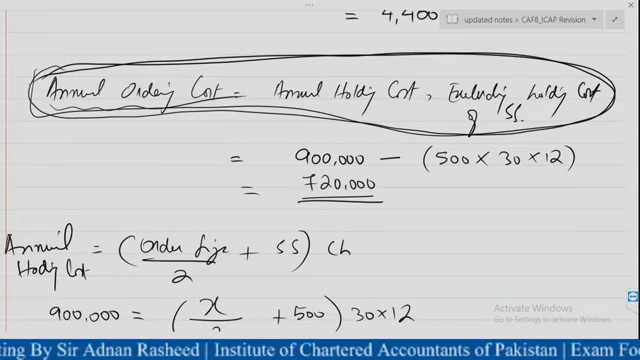 = 4,400
updated notes > CAF8_ICAP Revision
Annual Ordering Cost = Annual Holding Cost, Excluding holding Cost
of SS.
= 900,000 - (500 × 30 × 12)
= 720,000
Annual Hodig Cost = (order size / 2 + SS) Ch
900,000 = (x / 2 + 500) 30×12
Activate Windows
Go to Settings to activate Windows.
ting By Sir Adnan Rasheed | Institute of Chartered Accountants of Pakistan | Exam Fo